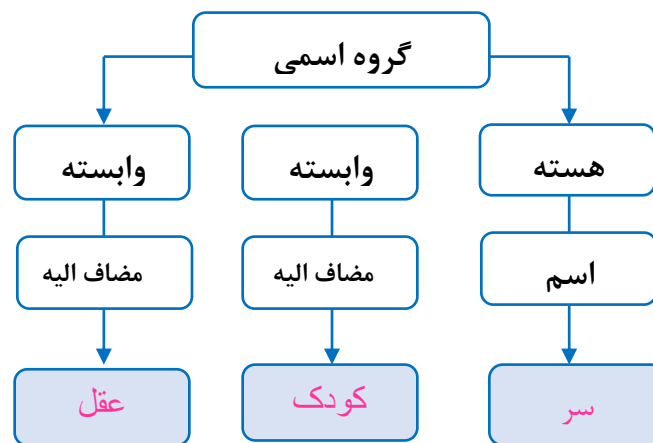 گروه اسمی
هسته
وابسته
وابسته
اسم
مضاف الیه
مضاف الیه
سر
کودک
عقل